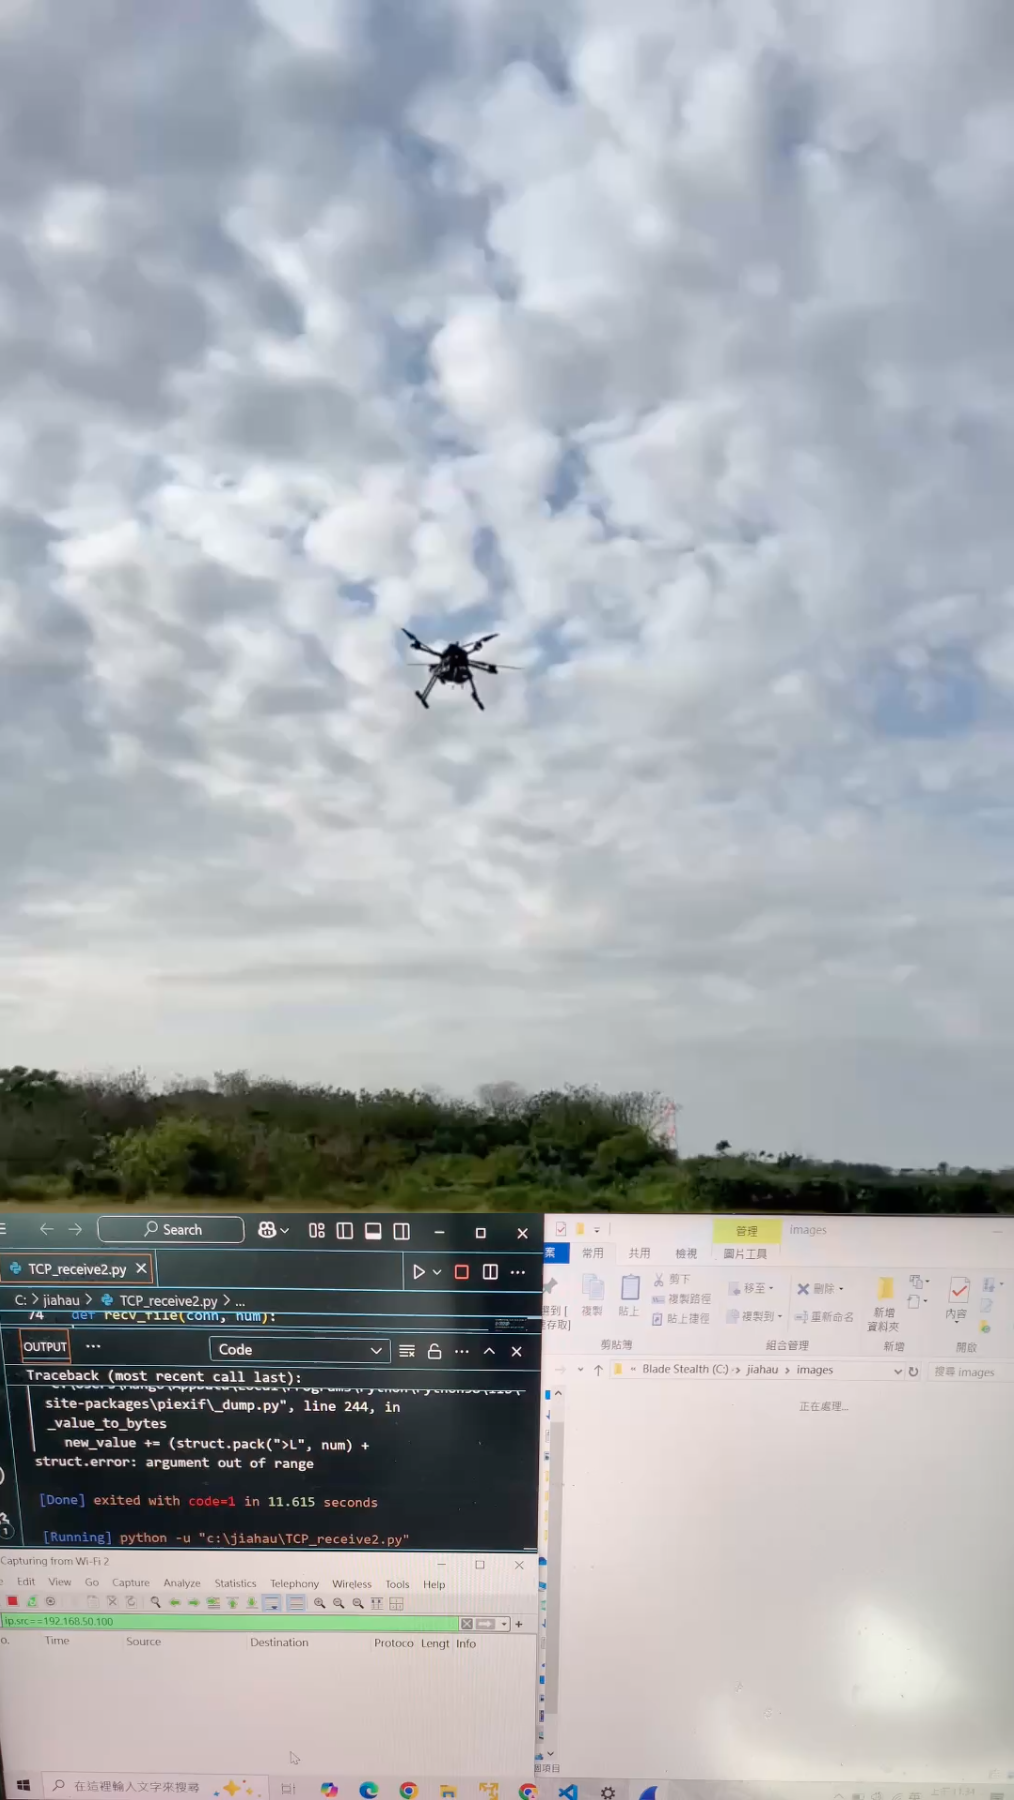 Search
TCP_receive2.py
C: > jiahau > TCP_receive2.py > ...
74 def recv_file(conn, num):
OUTPUT ... Code
Traceback (most recent call last):
site-packages\piexif\_dump.py", line 244, in
_value_to_bytes
new_value += (struct.pack(">L", num) +
struct.error: argument out of range
[Done] exited with code=1 in 11.615 seconds
[Running] python -u "c:\jiahau\TCP_receive2.py"
Capturing from Wi-Fi 2
Edit View Go Capture Analyze Statistics Telephony Wireless Tools Help
ip.src==192.168.50.100
o. Time Source Destination Protoco Lengt Info
管理 images
案 常用 共用 檢視 圖片工具
複製 貼上
剪下
複製路徑
貼上捷徑
移至 刪除
複製到 重新命名
新增
資料夾
內容
剪貼簿 組合管理 新增 開啟
« Blade Stealth (C:) > jiahau > images
搜尋 images
正在處理...
個項目
在這裡輸入文字來搜尋